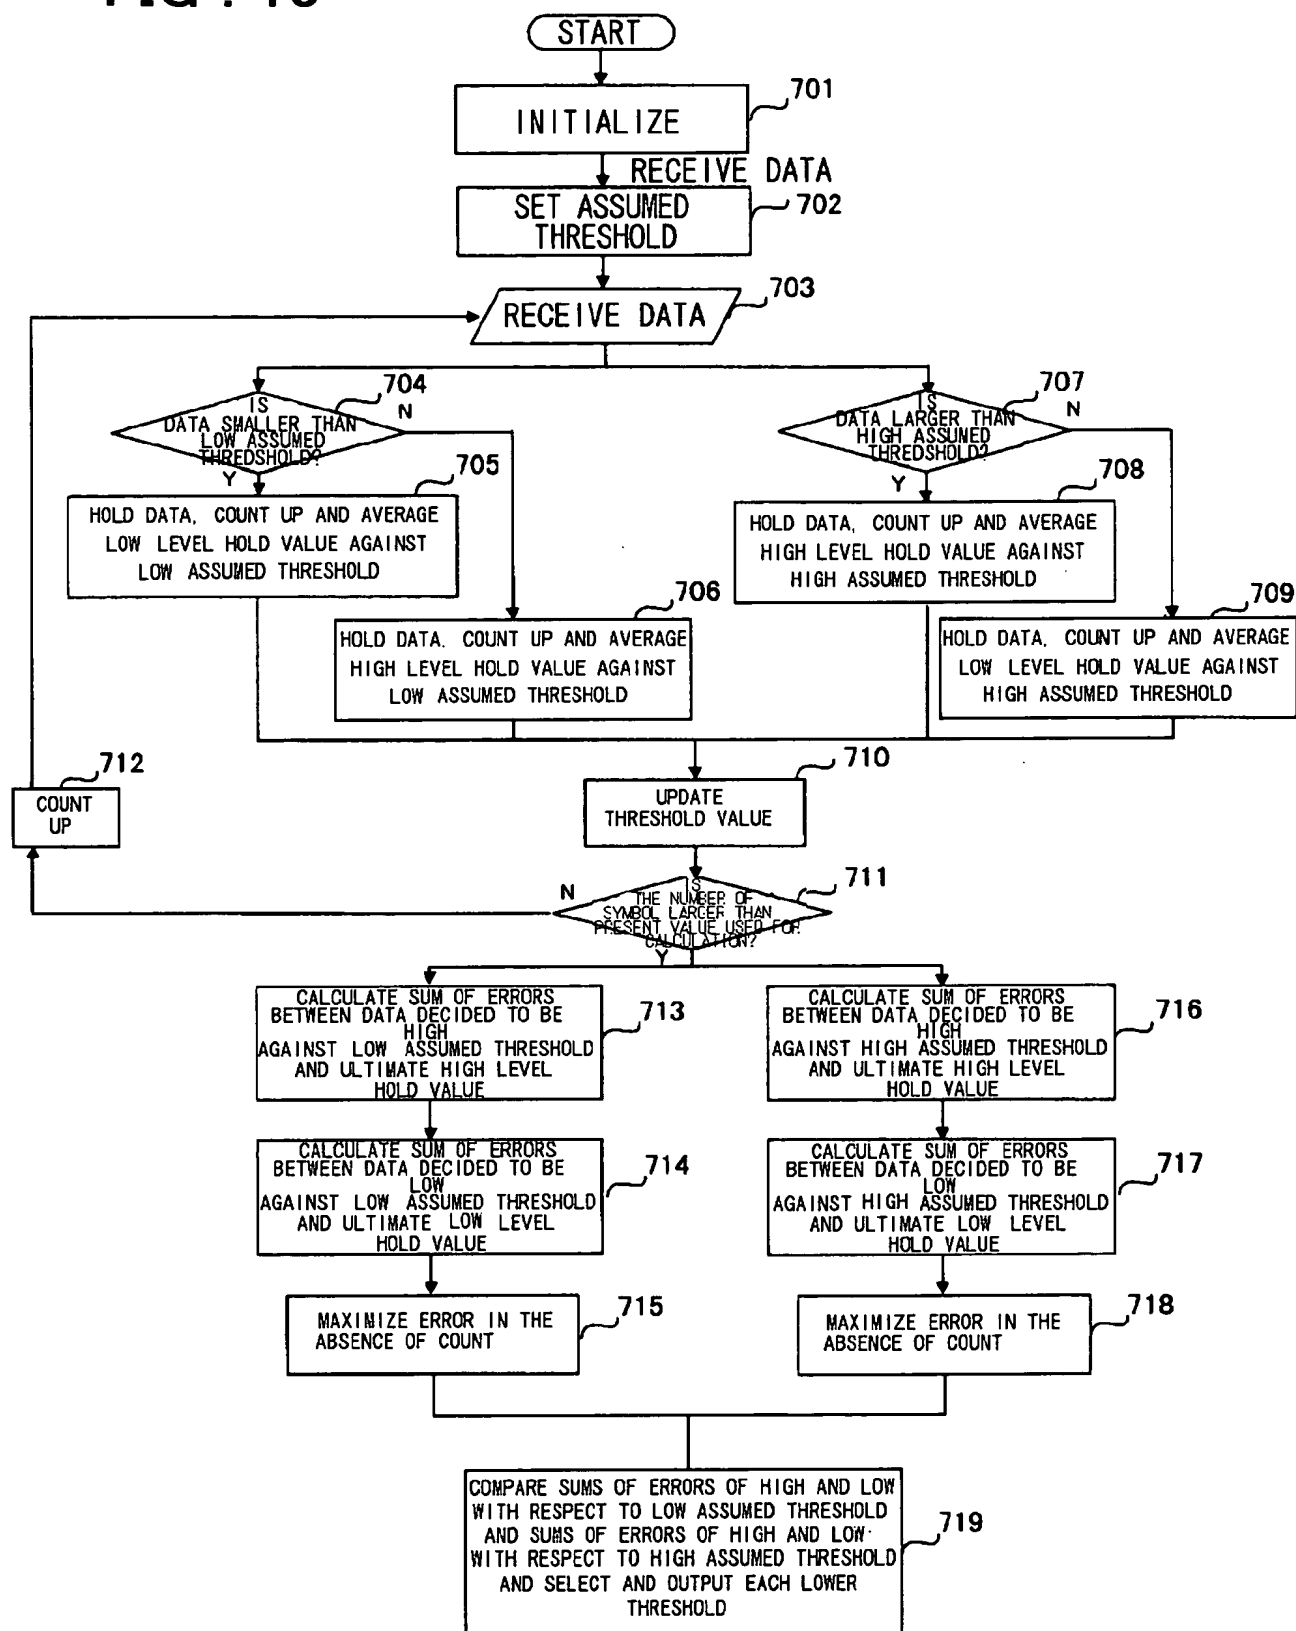 START
701
INITIALIZE
RECEIVE DATA
SET ASSUMED
THRESHOLD
702
703
RECEIVE DATA
704
IS
DATA SMALLER THAN
LOW ASSUMED
THREDSHOLD?
N
Y
707
IS
DATA LARGER THAN
HIGH ASSUMED
THREDSHOLD?
N
Y
705
HOLD DATA, COUNT UP AND AVERAGE
LOW LEVEL HOLD VALUE AGAINST
LOW ASSUMED THRESHOLD
708
HOLD DATA, COUNT UP AND AVERAGE
HIGH LEVEL HOLD VALUE AGAINST
HIGH ASSUMED THRESHOLD
706
HOLD DATA, COUNT UP AND AVERAGE
HIGH LEVEL HOLD VALUE AGAINST
LOW ASSUMED THRESHOLD
709
HOLD DATA, COUNT UP AND AVERAGE
LOW LEVEL HOLD VALUE AGAINST
HIGH ASSUMED THRESHOLD
712
COUNT
UP
710
UPDATE
THRESHOLD VALUE
711
N
IS
THE NUMBER OF
SYMBOL LARGER THAN
PRESENT VALUE USED FOR
CALCULATION?
Y
CALCULATE SUM OF ERRORS
BETWEEN DATA DECIDED TO BE
HIGH
AGAINST LOW ASSUMED THRESHOLD
AND ULTIMATE HIGH LEVEL
HOLD VALUE
713
CALCULATE SUM OF ERRORS
BETWEEN DATA DECIDED TO BE
HIGH
AGAINST HIGH ASSUMED THRESHOLD
AND ULTIMATE HIGH LEVEL
HOLD VALUE
716
CALCULATE SUM OF ERRORS
BETWEEN DATA DECIDED TO BE
LOW
AGAINST LOW ASSUMED THRESHOLD
AND ULTIMATE LOW LEVEL
HOLD VALUE
714
CALCULATE SUM OF ERRORS
BETWEEN DATA DECIDED TO BE
LOW
AGAINST HIGH ASSUMED THRESHOLD
AND ULTIMATE LOW LEVEL
HOLD VALUE
717
MAXIMIZE ERROR IN THE
ABSENCE OF COUNT
715
MAXIMIZE ERROR IN THE
ABSENCE OF COUNT
718
COMPARE SUMS OF ERRORS OF HIGH AND LOW
WITH RESPECT TO LOW ASSUMED THRESHOLD
AND SUMS OF ERRORS OF HIGH AND LOW
WITH RESPECT TO HIGH ASSUMED THRESHOLD
AND SELECT AND OUTPUT EACH LOWER
THRESHOLD
719